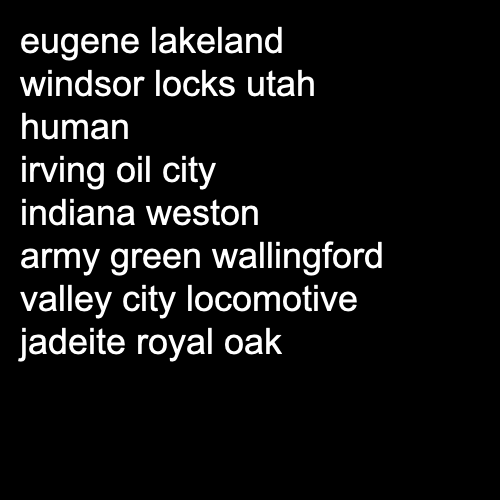 eugene lakeland
windsor locks utah
human
irving oil city
indiana weston
army green wallingford
valley city locomotive
jadeite royal oak